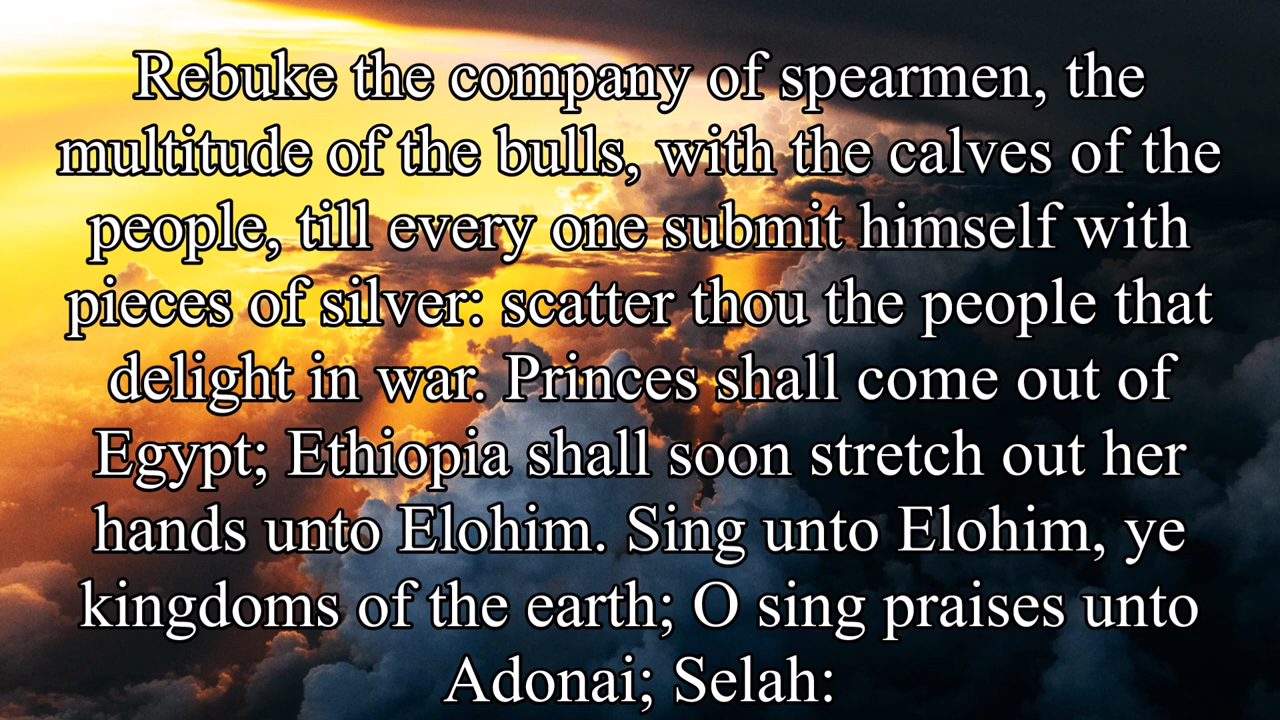 Rebuke the company of spearmen, the
multitude of the bulls, with the calves of the
people, till every one submit himself with
pieces of silver: scatter thou the people that
delight in war. Princes shall come out of
Egypt; Ethiopia shall soon stretch out her
hands unto Elohim. Sing unto Elohim, ye
kingdoms of the earth; O sing praises unto
Adonai; Selah: